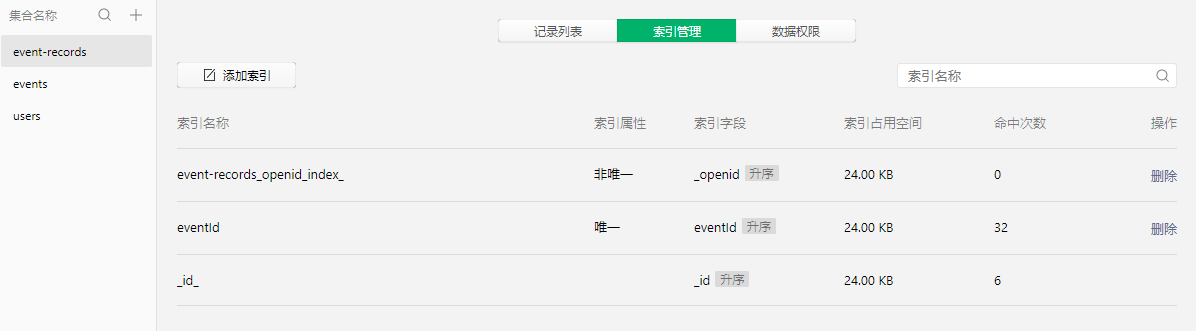 集合名称
event-records
events
users
记录列表 索引管理 数据权限
添加索引 索引名称
索引名称 索引属性 索引字段 索引占用空间 命中次数 操作
event-records_openid_index_ 非唯一 _openid 升序 24.00 KB 0 删除
eventId 唯一 eventId 升序 24.00 KB 32 删除
_id_ _id 升序 24.00 KB 6